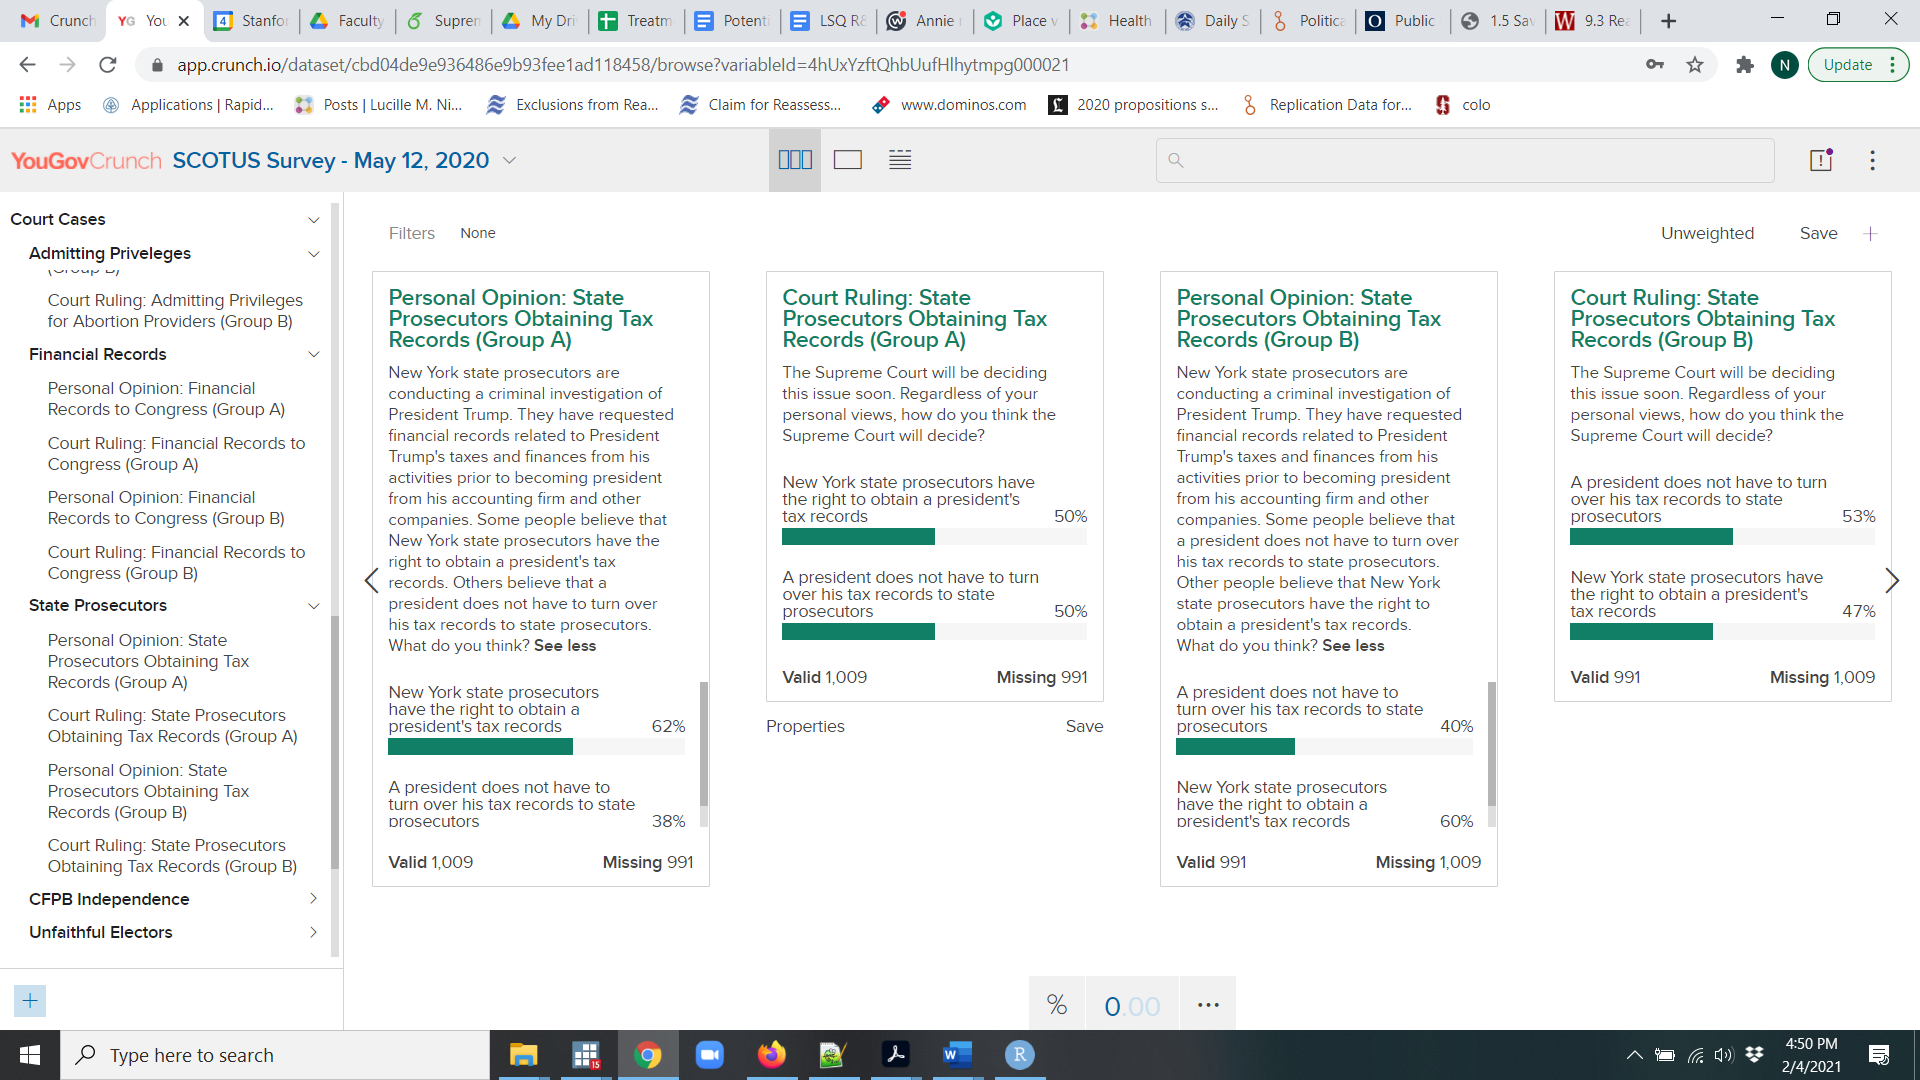 Crunch
YG You
4 Stanfo
Faculty
Suprem
My Dri
Treatm
Potenti
LSQ R&
Annie
Place v
Health
Daily S
Politica
Public
1.5 Sav
W 9.3 Rea
app.crunch.io/dataset/cbd04de9e936486e9b93fee1ad118458/browse?variableId=4hUxYzftQhbUufHlhytmpg000021
N
Update
Apps
Applications | Rapid...
Posts | Lucille M. Ni...
Exclusions from Rea...
Claim for Reassess...
www.dominos.com
2020 propositions s...
Replication Data for...
colo
YouGovCrunch SCOTUS Survey - May 12, 2020
Court Cases
Admitting Priveleges
(Group B)
Court Ruling: Admitting Privileges
for Abortion Providers (Group B)
Financial Records
Personal Opinion: Financial
Records to Congress (Group A)
Court Ruling: Financial Records to
Congress (Group A)
Personal Opinion: Financial
Records to Congress (Group B)
Court Ruling: Financial Records to
Congress (Group B)
State Prosecutors
Personal Opinion: State
Prosecutors Obtaining Tax
Records (Group A)
Court Ruling: State Prosecutors
Obtaining Tax Records (Group A)
Personal Opinion: State
Prosecutors Obtaining Tax
Records (Group B)
Court Ruling: State Prosecutors
Obtaining Tax Records (Group B)
CFPB Independence
Unfaithful Electors
+
Filters None
Unweighted Save +
Personal Opinion: State
Prosecutors Obtaining Tax
Records (Group A)
New York state prosecutors are
conducting a criminal investigation of
President Trump. They have requested
financial records related to President
Trump's taxes and finances from his
activities prior to becoming president
from his accounting firm and other
companies. Some people believe that
New York state prosecutors have the
right to obtain a president's tax
records. Others believe that a
president does not have to turn over
his tax records to state prosecutors.
What do you think? See less
New York state prosecutors
have the right to obtain a
president's tax records 62%
A president does not have to
turn over his tax records to state
prosecutors 38%
Valid 1,009 Missing 991
Court Ruling: State
Prosecutors Obtaining Tax
Records (Group A)
The Supreme Court will be deciding
this issue soon. Regardless of your
personal views, how do you think the
Supreme Court will decide?
New York state prosecutors have
the right to obtain a president's
tax records 50%
A president does not have to turn
over his tax records to state
prosecutors 50%
Valid 1,009 Missing 991
Properties Save
Personal Opinion: State
Prosecutors Obtaining Tax
Records (Group B)
New York state prosecutors are
conducting a criminal investigation of
President Trump. They have requested
financial records related to President
Trump's taxes and finances from his
activities prior to becoming president
from his accounting firm and other
companies. Some people believe that
a president does not have to turn over
his tax records to state prosecutors.
Other people believe that New York
state prosecutors have the right to
obtain a president's tax records.
What do you think? See less
A president does not have to
turn over his tax records to state
prosecutors 40%
New York state prosecutors
have the right to obtain a
president's tax records 60%
Valid 991 Missing 1,009
Court Ruling: State
Prosecutors Obtaining Tax
Records (Group B)
The Supreme Court will be deciding
this issue soon. Regardless of your
personal views, how do you think the
Supreme Court will decide?
A president does not have to turn
over his tax records to state
prosecutors 53%
New York state prosecutors have
the right to obtain a president's
tax records 47%
Valid 991 Missing 1,009
% 0.00 ...
Type here to search
15
W
R
4:50 PM
2/4/2021